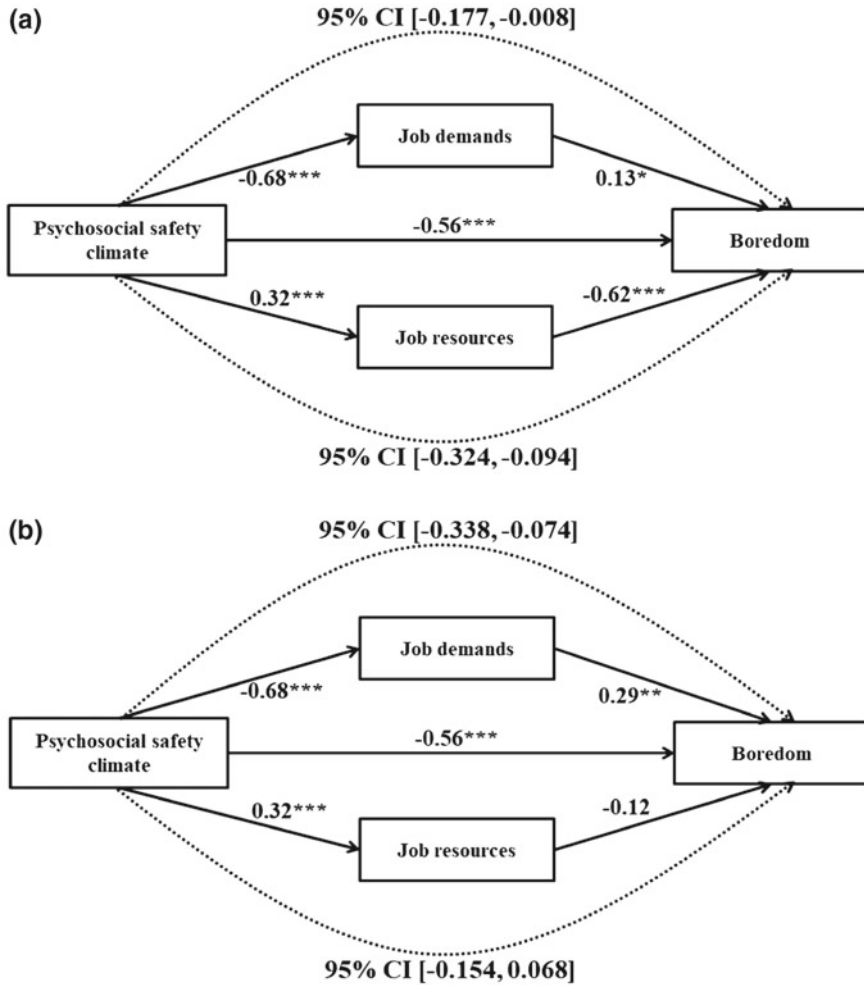 (a)
95% CI [-0.177, -0.008]
Job demands
-0.68***
0.13*
Psychosocial safety
climate
-0.56***
Boredom
0.32***
-0.62***
Job resources
95% CI [-0.324, -0.094]
(b)
95% CI [-0.338, -0.074]
Job demands
-0.68***
0.29**
Psychosocial safety
climate
-0.56***
Boredom
0.32***
-0.12
Job resources
95% CI [-0.154, 0.068]